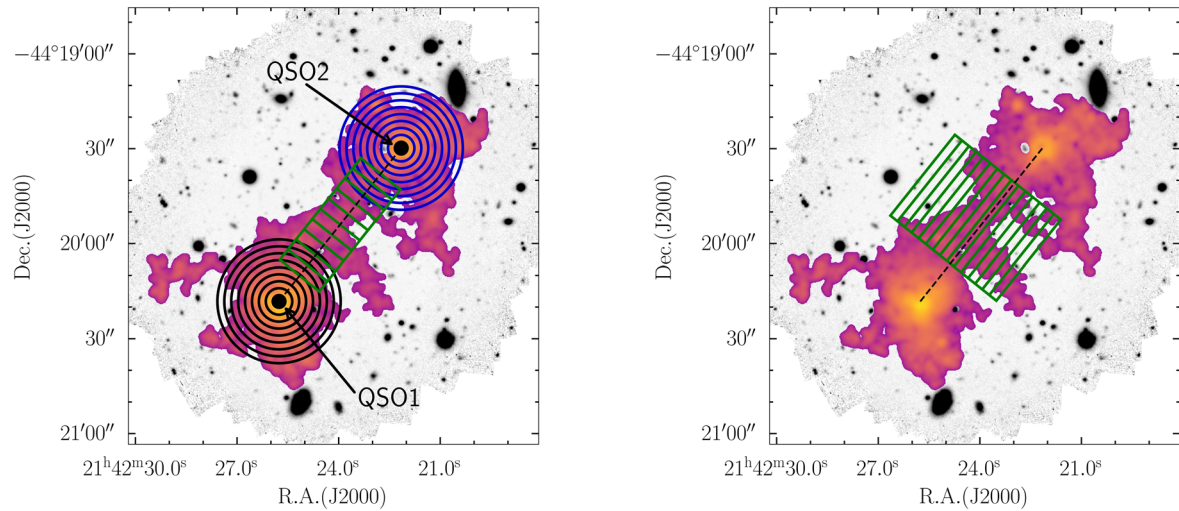 −44°19′00″
30″
20′00″
30″
21′00″
Dec.(J2000)
QSO2
QSO1
21ʰ42ᵐ30.0ˢ 27.0ˢ 24.0ˢ 21.0ˢ
R.A.(J2000)
−44°19′00″
30″
20′00″
30″
21′00″
Dec.(J2000)
21ʰ42ᵐ30.0ˢ 27.0ˢ 24.0ˢ 21.0ˢ
R.A.(J2000)